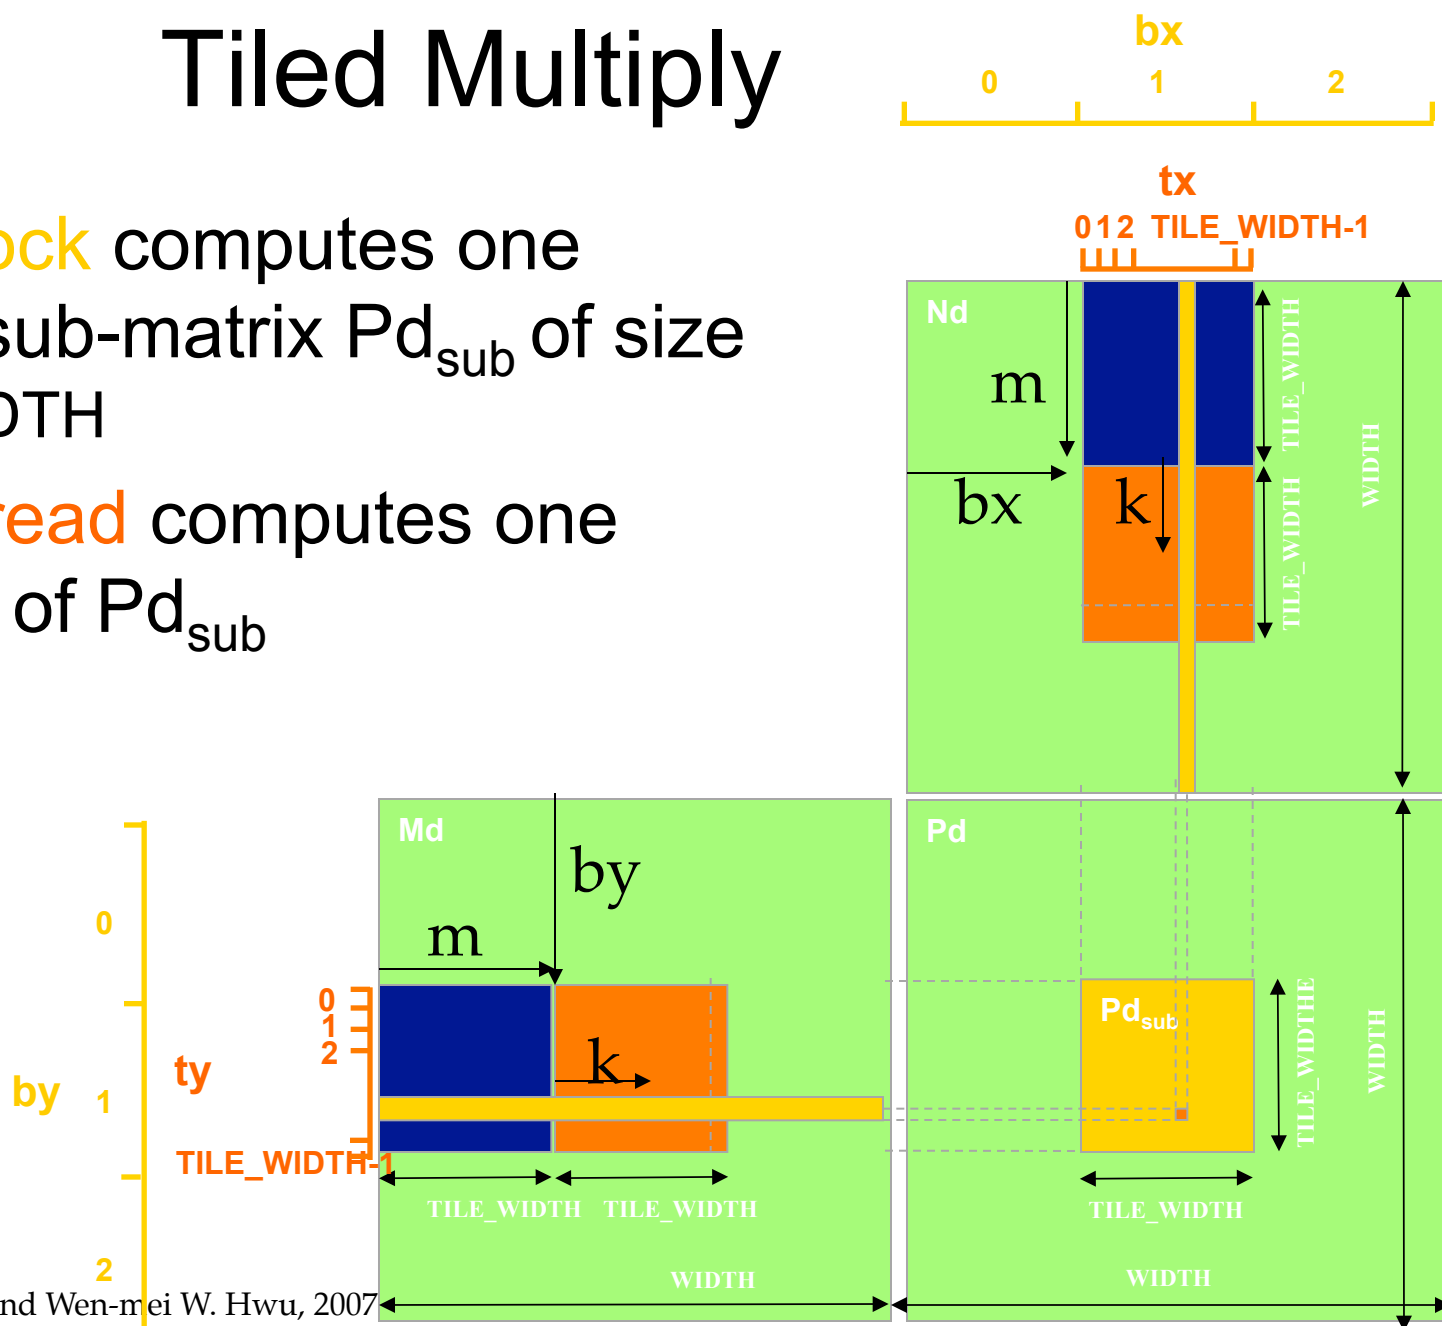 Tiled Multiply
ock computes one
sub-matrix Pdsub of size
DTH
read computes one
of Pdsub
bx
0 1 2
tx
0 1 2 TILE_WIDTH-1
Nd
m
bx
k
TILE_WIDTH
TILE_WIDTH
WIDTH
Md
by
m
k
TILE_WIDTH TILE_WIDTH
WIDTH
Pd
Pdsub
TILE_WIDTHE
WIDTH
TILE_WIDTH
WIDTH
by
0
1
2
ty
0
1
2
TILE_WIDTH-1
nd Wen-mei W. Hwu, 2007